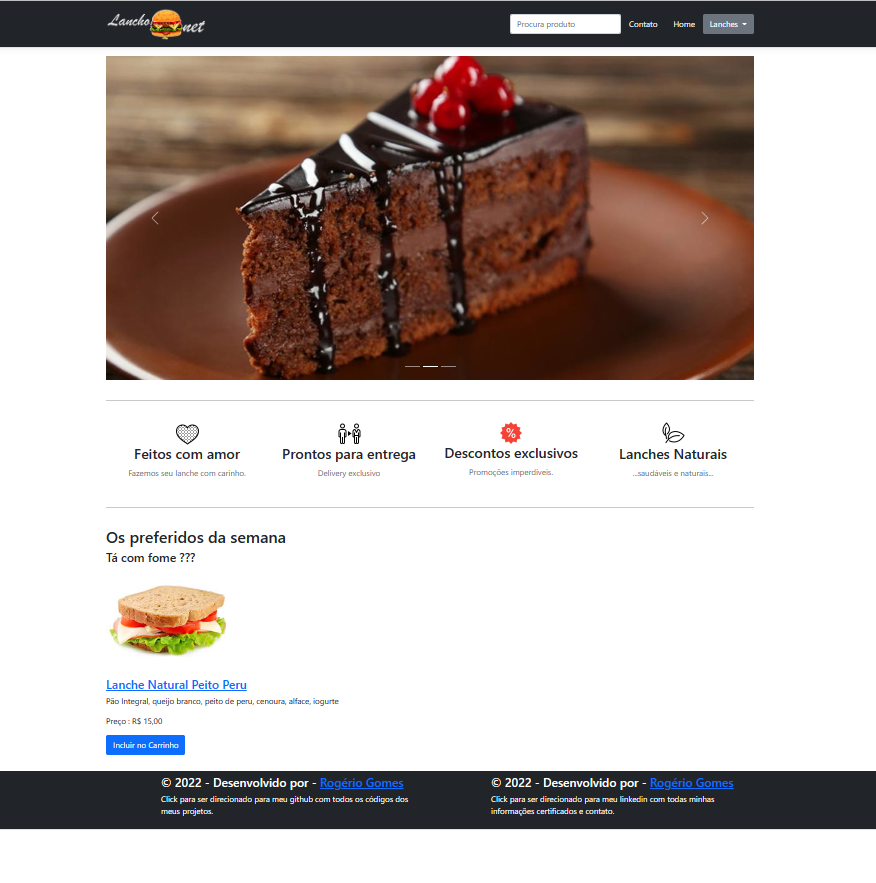 Lancho net
Procura produto
Contato
Home
Lanches
Feitos com amor
Fazemos seu lanche com carinho.
Prontos para entrega
Delivery exclusivo
Descontos exclusivos
Promoções imperdíveis.
Lanches Naturais
...saudáveis e naturais...
Os preferidos da semana
Tá com fome ???
Lanche Natural Peito Peru
Pão Integral, queijo branco, peito de peru, cenoura, alface, iogurte
Preço : R$ 15,00
Incluir no Carrinho
© 2022 - Desenvolvido por - Rogério Gomes
Click para ser direcionado para meu github com todos os códigos dos
meus projetos.
© 2022 - Desenvolvido por - Rogério Gomes
Click para ser direcionado para meu linkedin com todas minhas
informações certificados e contato.